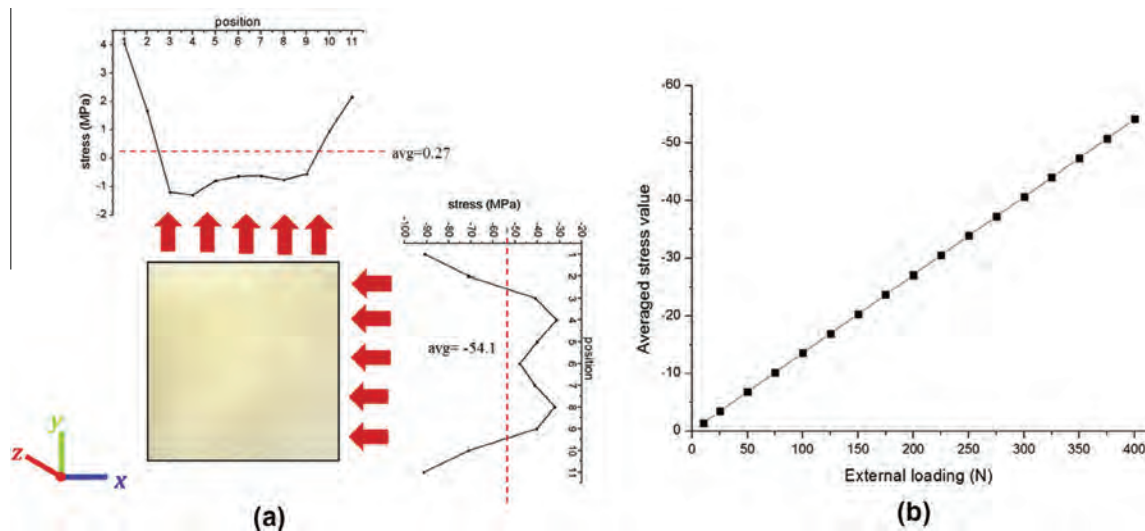 position
1 2 3 4 5 6 7 8 9 10 11
4
3
2
1
0
-1
-2
stress (MPa)
avg=0.27
stress (MPa)
-100 -90 -80 -70 -60 -50 -40 -30 -20
1
2
3
4
5
6
7
8
9
10
11
position
avg= -54.1
y
z
x
(a)
-60
-50
-40
-30
-20
-10
0
Averaged stress value
0 50 100 150 200 250 300 350 400
External loading (N)
(b)